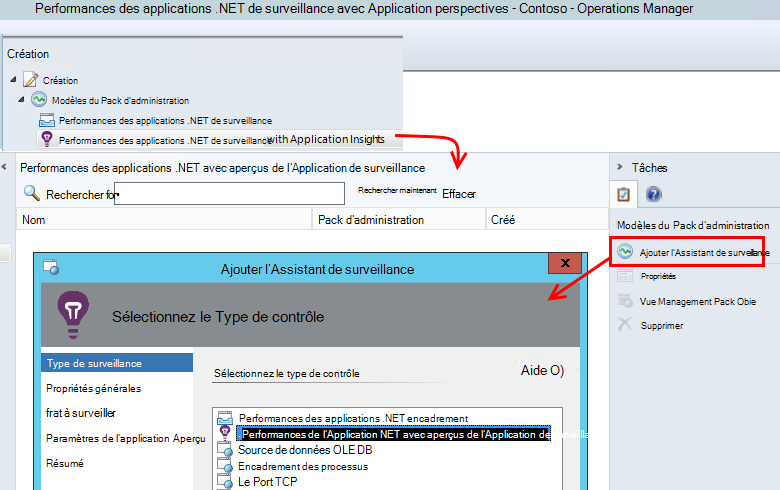 Performances des applications .NET de surveillance avec Application perspectives - Contoso - Operations Manager
Création
Création
Modèles du Pack d'administration
Performances des applications .NET de surveillance
Performances des applications .NET de surveillance with Application Insights
Performances des applications .NET avec aperçus de l'Application de surveillance
Rechercher for
Rechercher maintenant
Effacer
Nom
Pack d'administration
Créé
Tâches
Modèles du Pack d'administration
Ajouter l'Assistant de surveillance
Propriétés
Vue Management Pack Obie
Supprimer
Ajouter l'Assistant de surveillance
x
Sélectionnez le Type de contrôle
Type de surveillance
Propriétés générales
frat à surveiller
Paramètres de l'application Aperçu
Résumé
Sélectionnez le type de contrôle
Aide O)
Performances des applications .NET encadrement
Performances de l'Application NET avec aperçus de l'Application de surveilla
Source de données OLE DB
Encadrement des processus
Le Port TCP